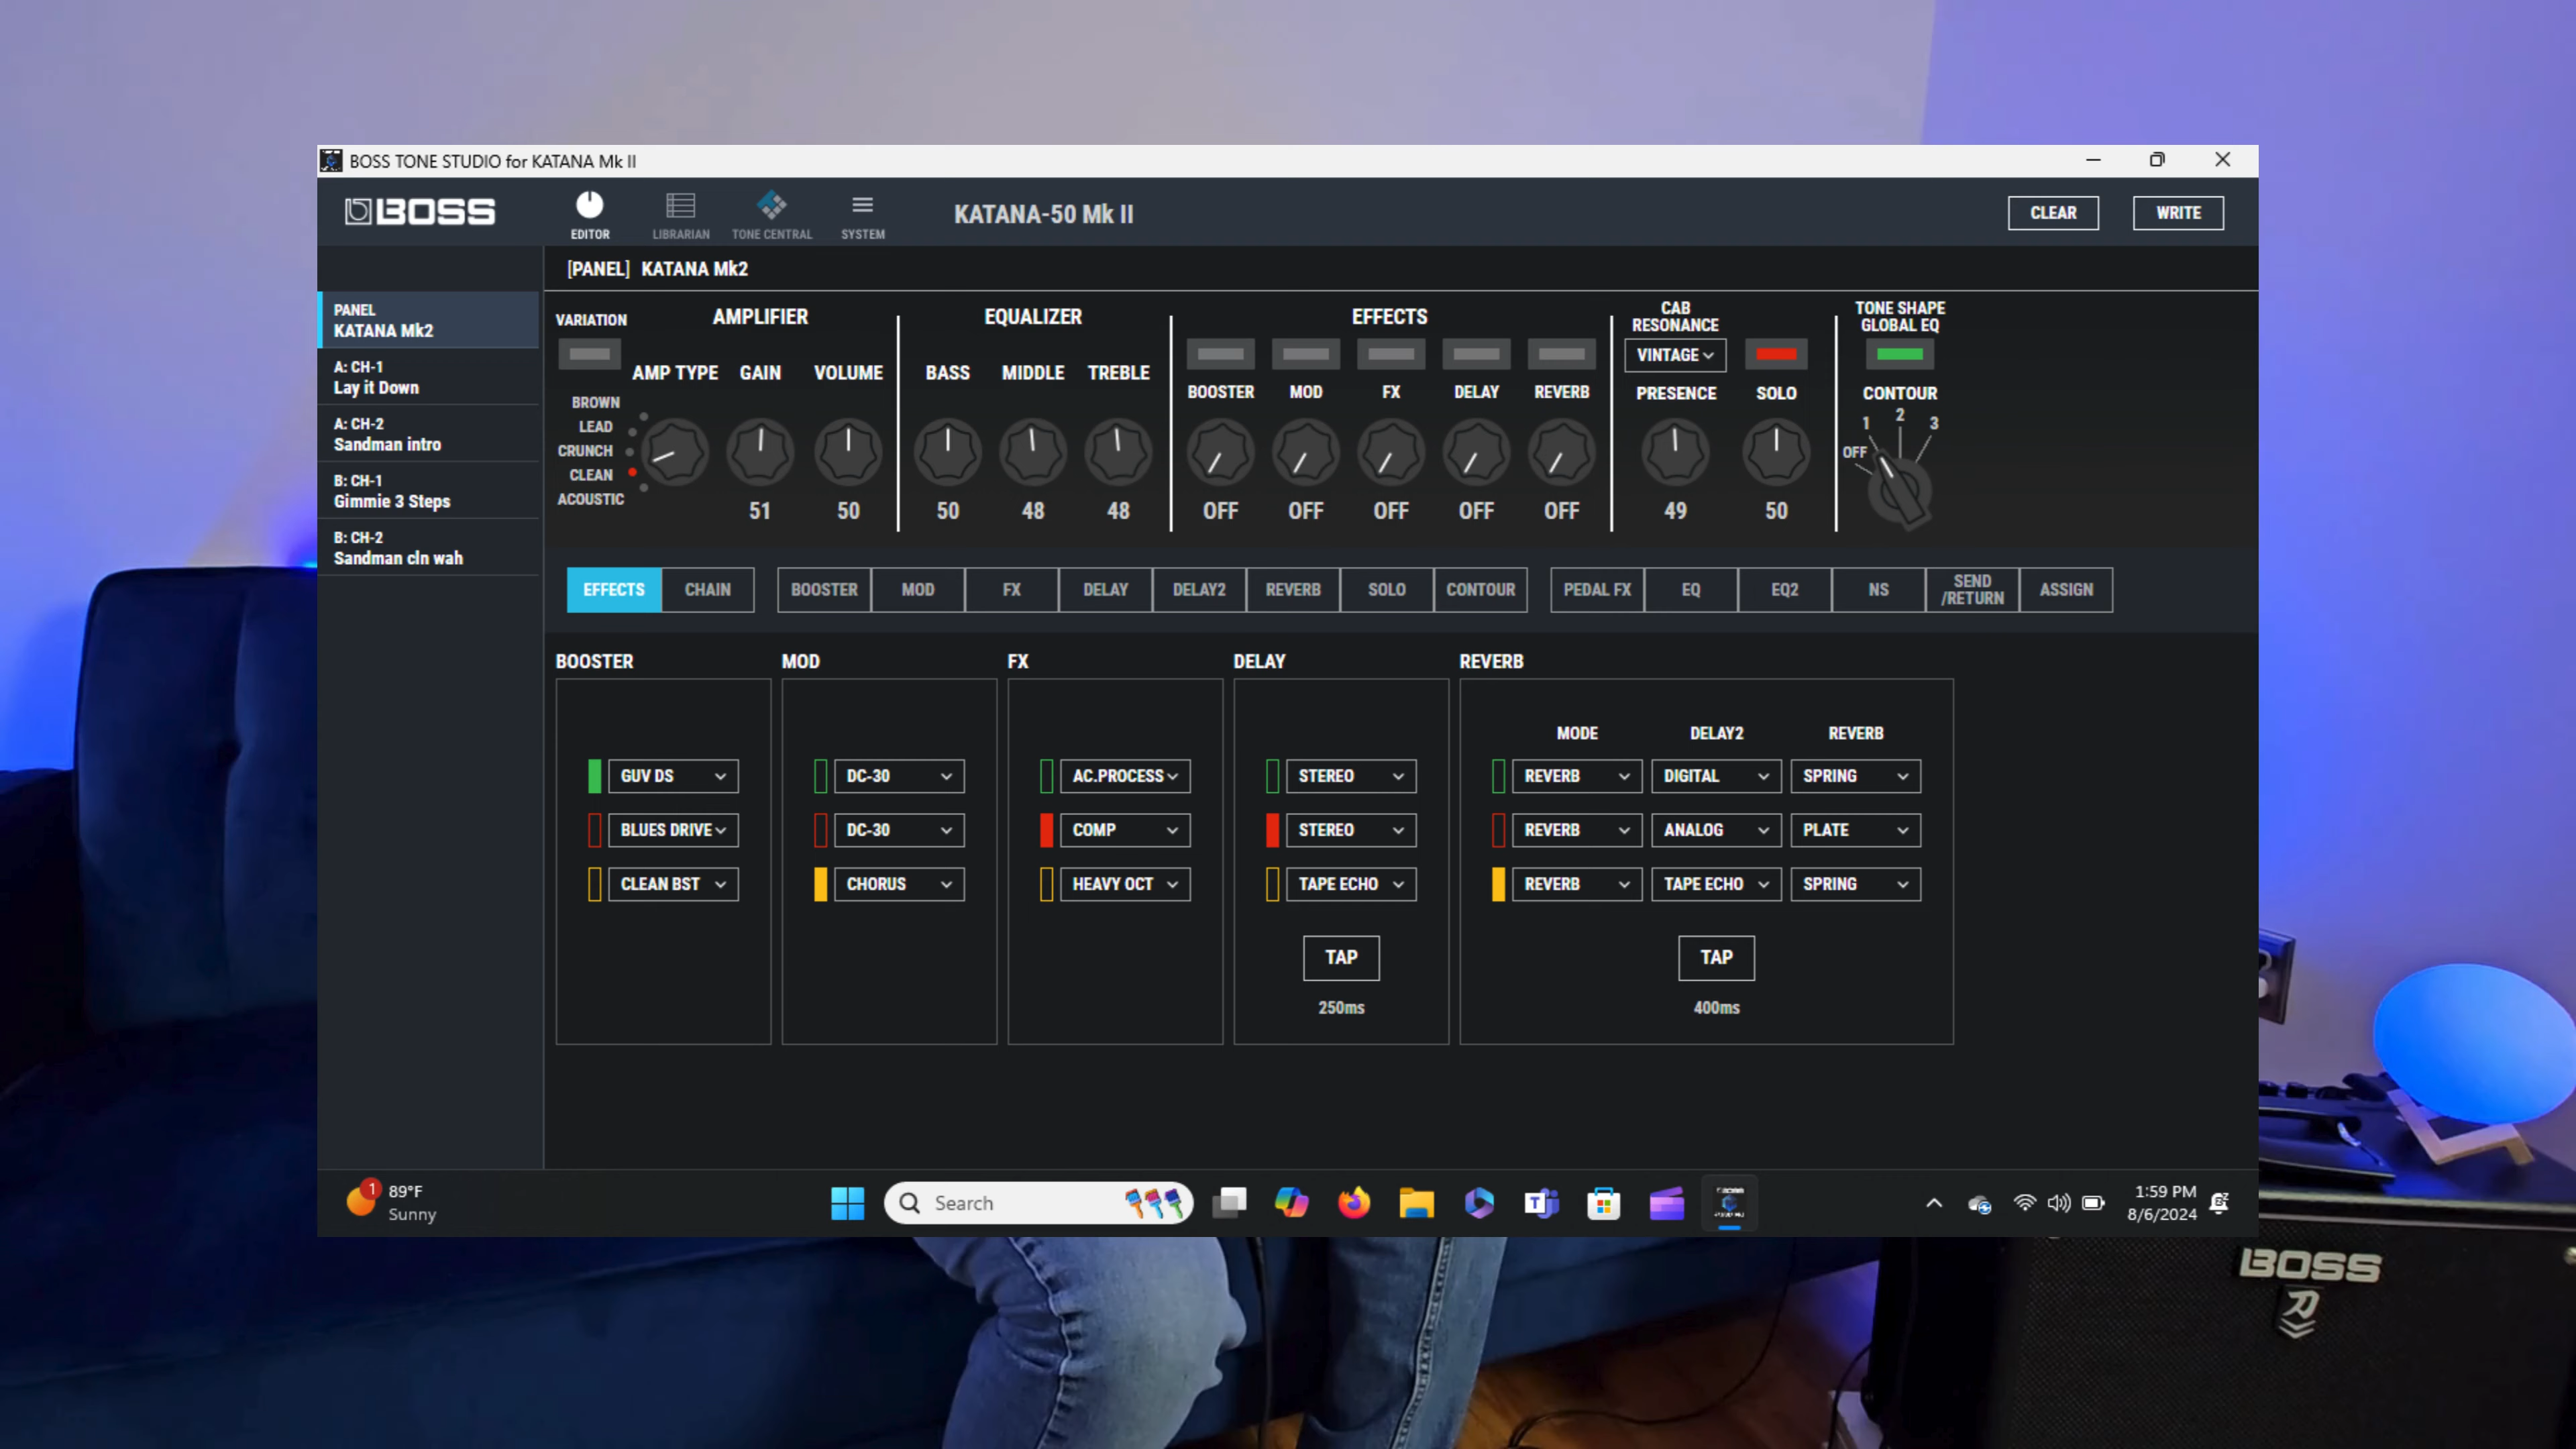 BOSS TONE STUDIO for KATANA Mk II
BOSS
EDITOR
LIBRARIAN
TONE CENTRAL
SYSTEM
KATANA-50 Mk II
CLEAR
WRITE
[PANEL] KATANA Mk2
PANEL
KATANA Mk2
A: CH-1
Lay it Down
A: CH-2
Sandman intro
B: CH-1
Gimmie 3 Steps
B: CH-2
Sandman cln wah
VARIATION
AMPLIFIER
AMP TYPE GAIN VOLUME
BROWN
LEAD
CRUNCH
CLEAN
ACOUSTIC
51 50
EQUALIZER
BASS MIDDLE TREBLE
50 48 48
EFFECTS
BOOSTER MOD FX DELAY REVERB
OFF OFF OFF OFF OFF
CAB
RESONANCE
VINTAGE
PRESENCE SOLO
49 50
TONE SHAPE
GLOBAL EQ
CONTOUR
1 2 3
OFF
EFFECTS CHAIN BOOSTER MOD FX DELAY DELAY2 REVERB SOLO CONTOUR PEDAL FX EQ EQ2 NS SEND /RETURN ASSIGN
BOOSTER
GUV DS
BLUES DRIVE
CLEAN BST
MOD
DC-30
DC-30
CHORUS
FX
AC.PROCESS
COMP
HEAVY OCT
DELAY
STEREO
STEREO
TAPE ECHO
TAP
250ms
REVERB
MODE DELAY2 REVERB
REVERB DIGITAL SPRING
REVERB ANALOG PLATE
REVERB TAPE ECHO SPRING
TAP
400ms
1
89°F
Sunny
Search
1:59 PM
8/6/2024
BOSS